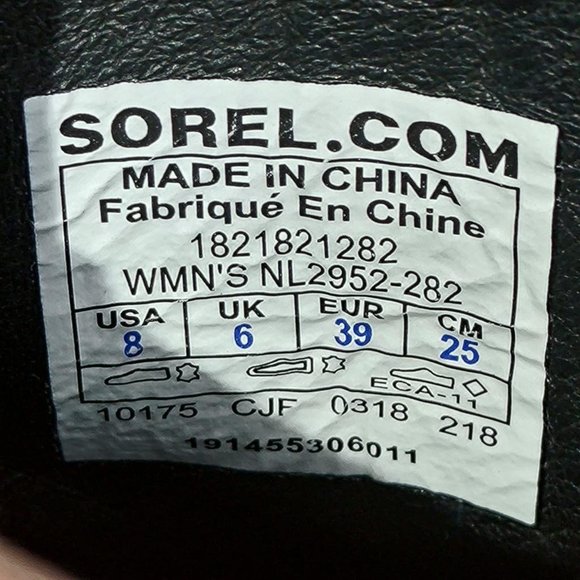 SOREL.COM
MADE IN CHINA
Fabriqué En Chine
1821821282
WMN'S NL2952-282
USA UK EUR CM
8 6 39 25
ECA-11
10175 CJF 0318 218
191455306011